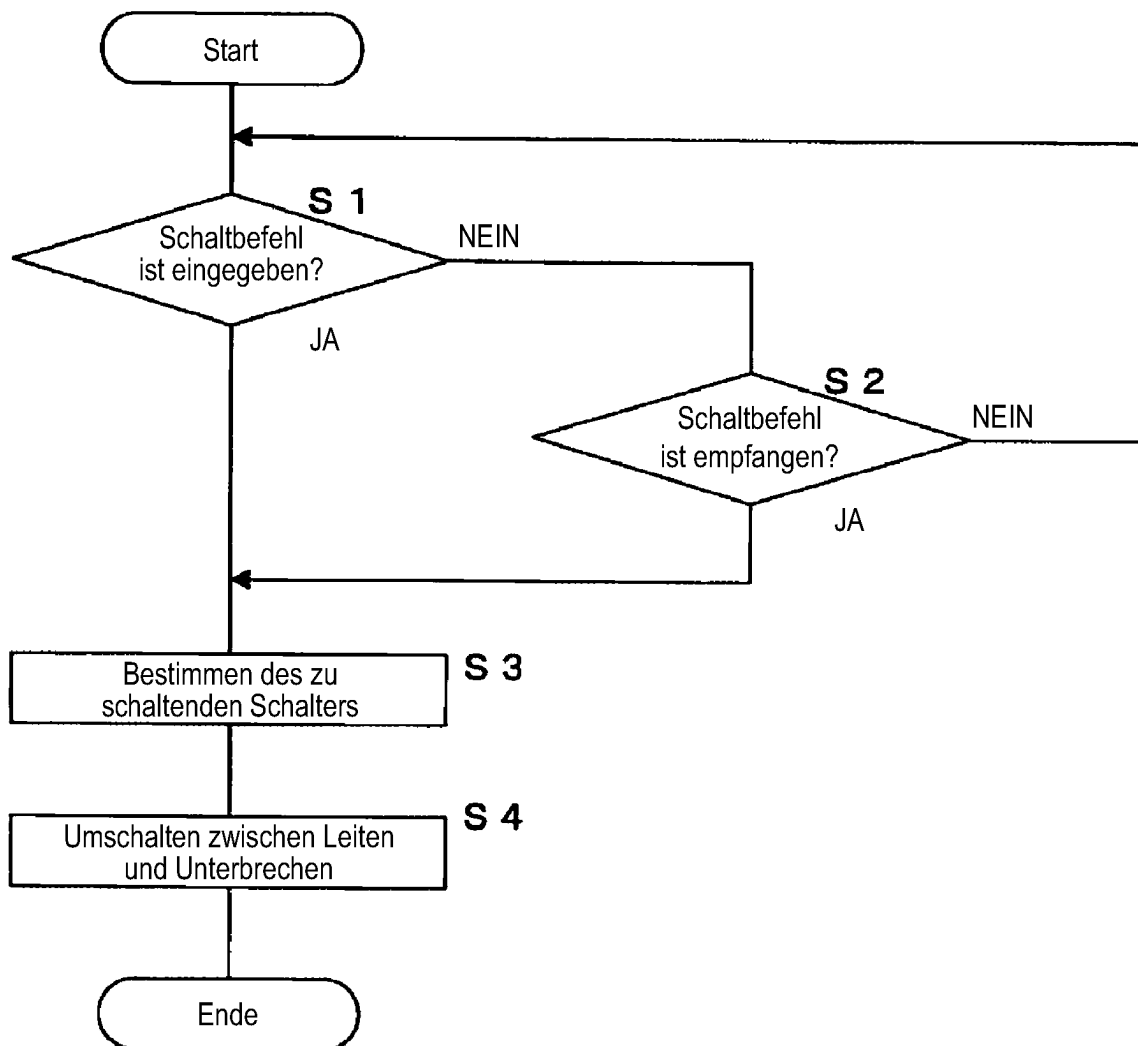 Start
S 1
Schaltbefehl
ist eingegeben?
NEIN
JA
S 2
Schaltbefehl
ist empfangen?
NEIN
JA
S 3
Bestimmen des zu
schaltenden Schalters
S 4
Umschalten zwischen Leiten
und Unterbrechen
Ende